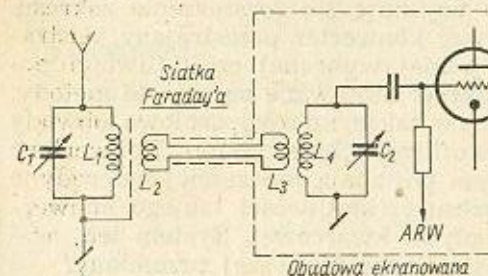 Siatka
Faraday'a
C1 L1 L2 L3 L4 C2
ARW
Obudowa ekranowana